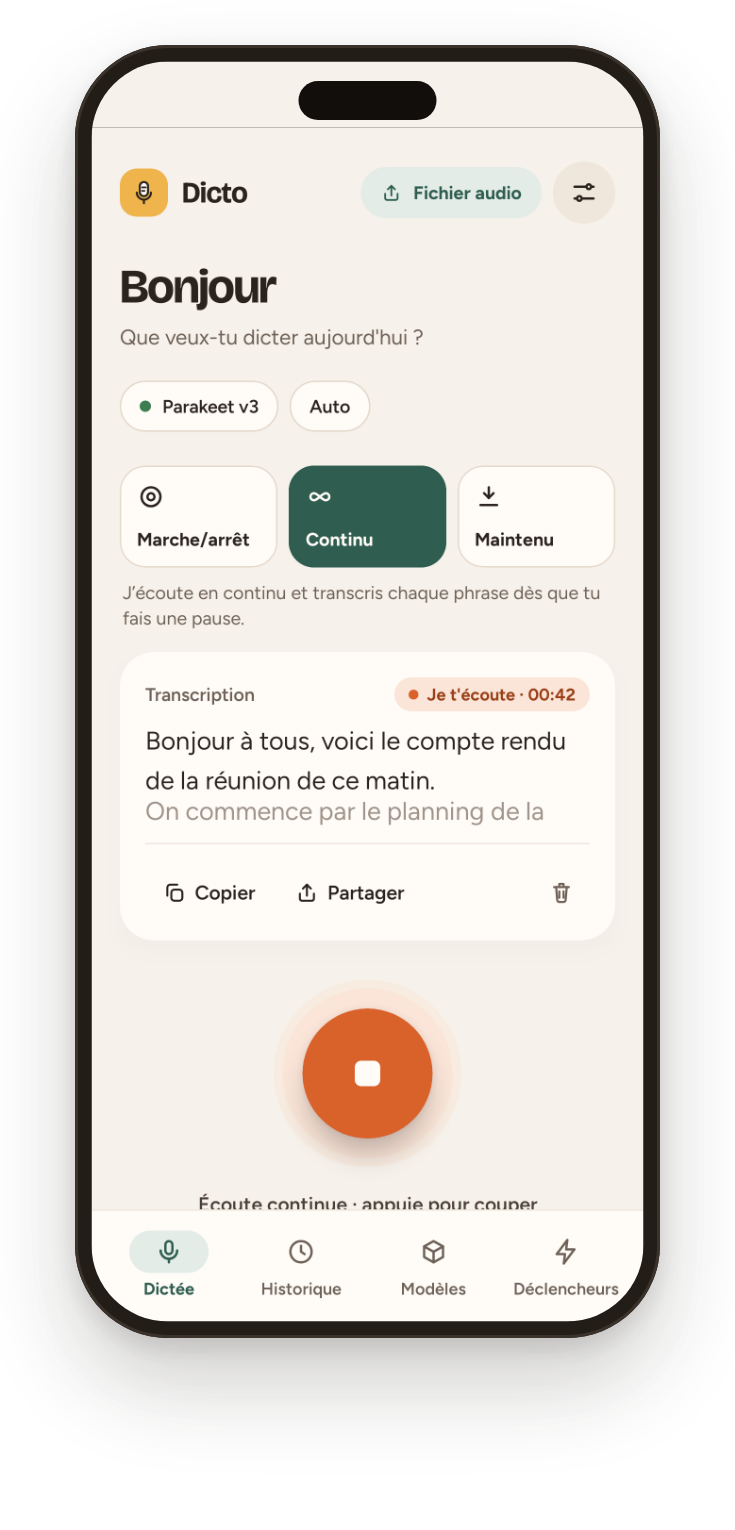 Dicto
Fichier audio
Bonjour
Que veux-tu dicter aujourd'hui ?
Parakeet v3
Auto
Marche/arrêt
Continu
Maintenu
J’écoute en continu et transcris chaque phrase dès que tu
fais une pause.
Transcription
Je t'écoute · 00:42
Bonjour à tous, voici le compte rendu
de la réunion de ce matin.
On commence par le planning de la
Copier
Partager
Écoute continue · appuie pour couper
Dictée
Historique
Modèles
Déclencheurs